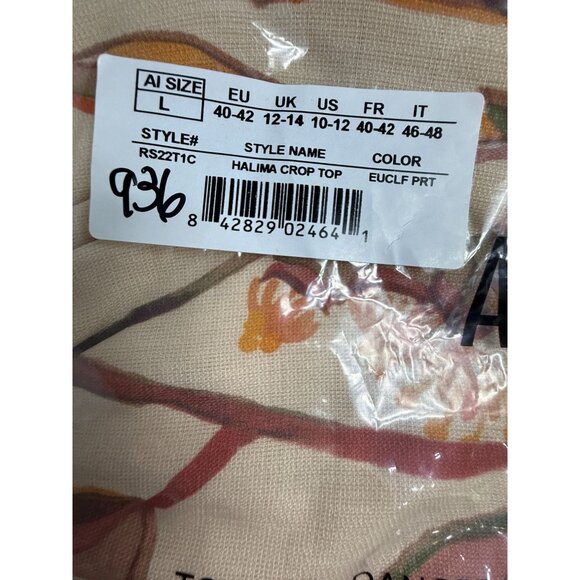 AI SIZE EU UK US FR IT
L 40-42 12-14 10-12 40-42 46-48
STYLE# STYLE NAME COLOR
RS22T1C HALIMA CROP TOP EUCLF PRT
936
8 42829 02464 1
A